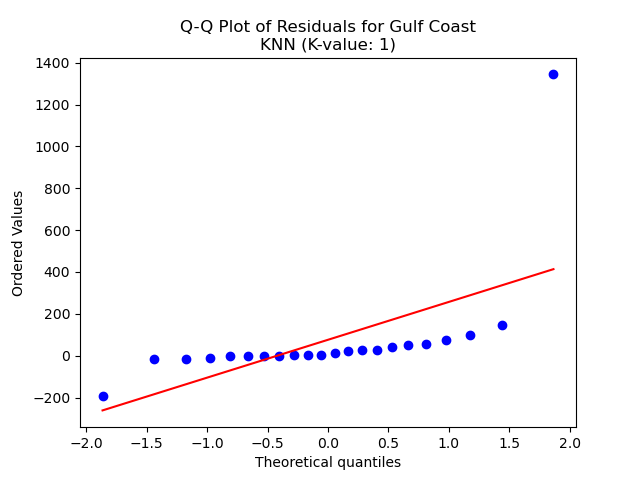 Q-Q Plot of Residuals for Gulf Coast
KNN (K-value: 1)
1400
1200
1000
800
600
400
200
0
−200
Ordered Values
−2.0 −1.5 −1.0 −0.5 0.0 0.5 1.0 1.5 2.0
Theoretical quantiles